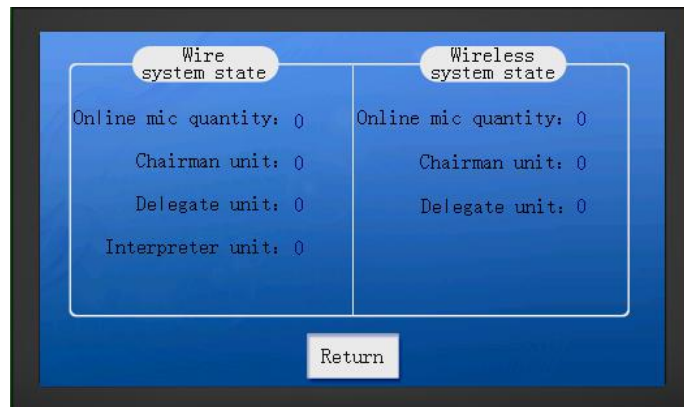 Wire
system state
Online mic quantity: 0
Chairman unit: 0
Delegate unit: 0
Interpreter unit: 0
Wireless
system state
Online mic quantity: 0
Chairman unit: 0
Delegate unit: 0
Return